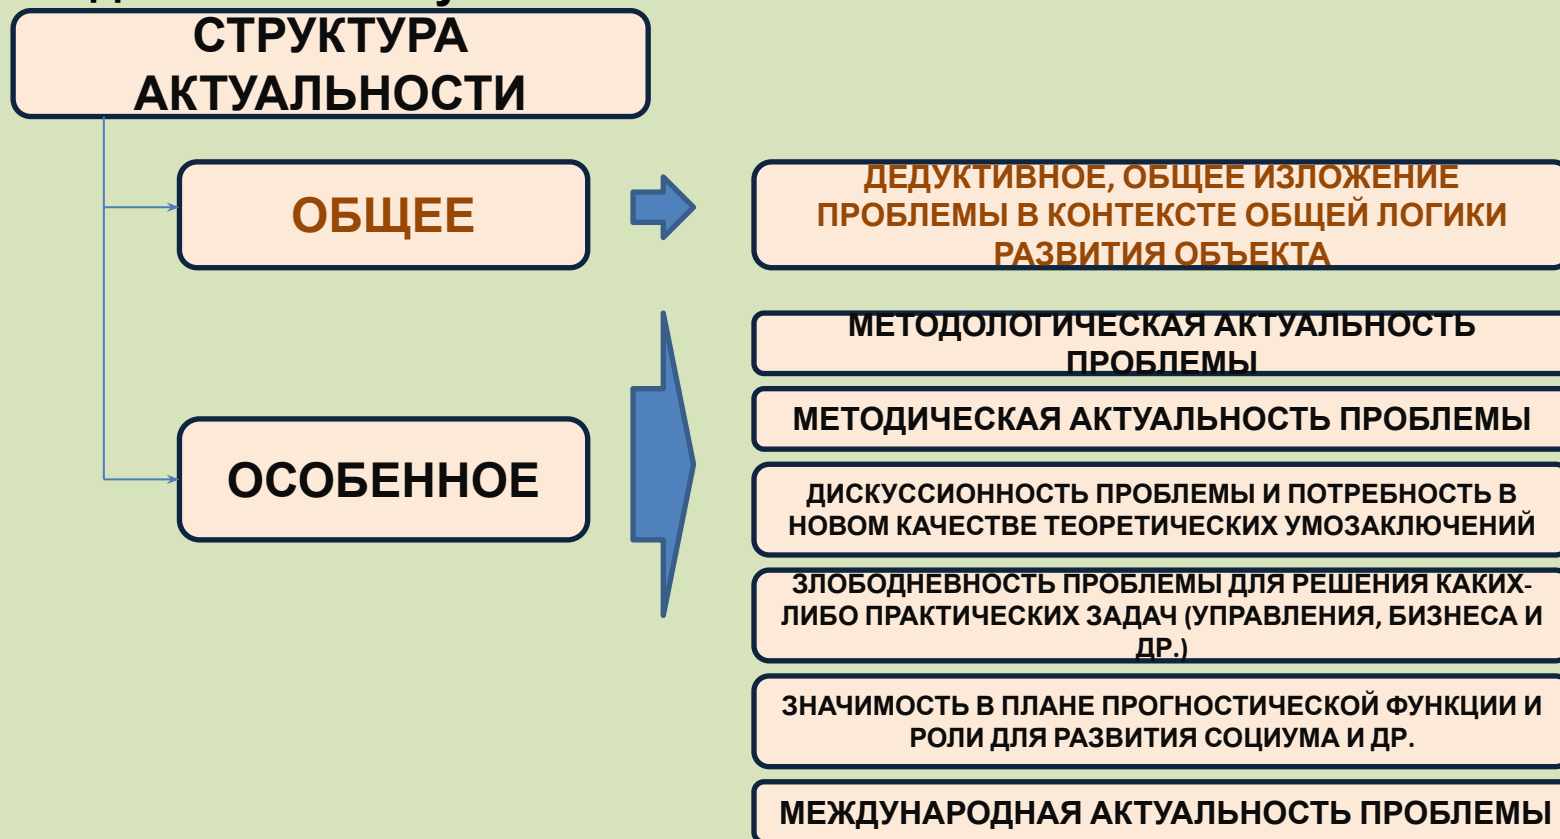 СТРУКТУРА
АКТУАЛЬНОСТИ
ОБЩЕЕ
ДЕДУКТИВНОЕ, ОБЩЕЕ ИЗЛОЖЕНИЕ
ПРОБЛЕМЫ В КОНТЕКСТЕ ОБЩЕЙ ЛОГИКИ
РАЗВИТИЯ ОБЪЕКТА
ОСОБЕННОЕ
МЕТОДОЛОГИЧЕСКАЯ АКТУАЛЬНОСТЬ
ПРОБЛЕМЫ
МЕТОДИЧЕСКАЯ АКТУАЛЬНОСТЬ ПРОБЛЕМЫ
ДИСКУССИОННОСТЬ ПРОБЛЕМЫ И ПОТРЕБНОСТЬ В
НОВОМ КАЧЕСТВЕ ТЕОРЕТИЧЕСКИХ УМОЗАКЛЮЧЕНИЙ
ЗЛОБОДНЕВНОСТЬ ПРОБЛЕМЫ ДЛЯ РЕШЕНИЯ КАКИХ-
ЛИБО ПРАКТИЧЕСКИХ ЗАДАЧ (УПРАВЛЕНИЯ, БИЗНЕСА И
ДР.)
ЗНАЧИМОСТЬ В ПЛАНЕ ПРОГНОСТИЧЕСКОЙ ФУНКЦИИ И
РОЛИ ДЛЯ РАЗВИТИЯ СОЦИУМА И ДР.
МЕЖДУНАРОДНАЯ АКТУАЛЬНОСТЬ ПРОБЛЕМЫ